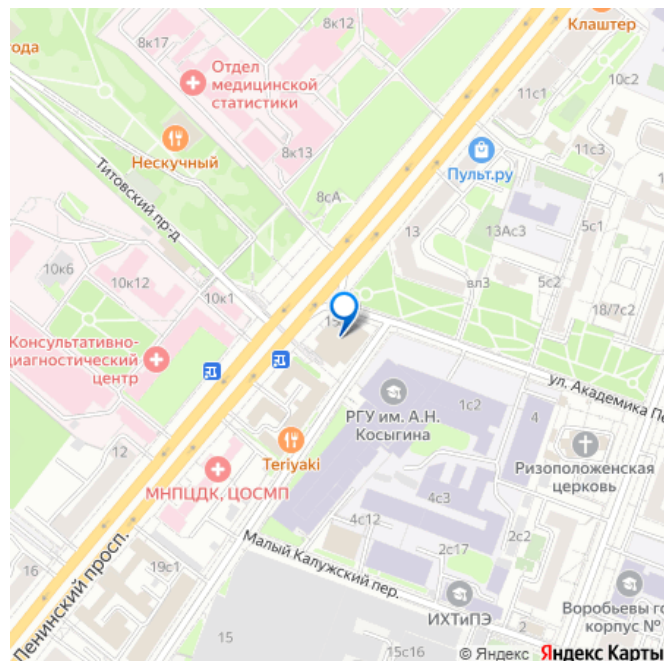 Клаштер
8к12
8к17
года
Отдел
медицинской
статистики
11с1
10с2
Нескучный
8к13
11с3
Пульт.ру
Титовский пр-д
8сА
13Ас3
5с1
13
10к6
10к12
вл3
5с2
10к1
18/7с2
15
Консультативно-
диагностический
центр
ул. Академика Пе
РГУ им. А.Н.
Косыгина
1с2
4
Teriyaki
12
Ризоположенская
церковь
МНПЦДК, ЦОСМП
4с3
4с12
2с2
Малый Калужский пер.
2с17
Ленинский просп.
16
19с1
ИХТиПЭ
Воробьевы го
корпус №
15
15с16
2
© Яндекс Яндекс Карты